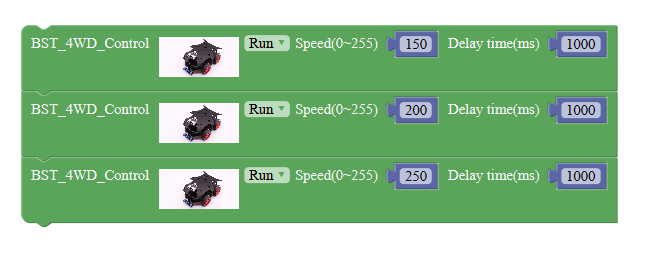 BST_4WD_Control Run Speed(0~255) 150 Delay time(ms) 1000
BST_4WD_Control Run Speed(0~255) 200 Delay time(ms) 1000
BST_4WD_Control Run Speed(0~255) 250 Delay time(ms) 1000